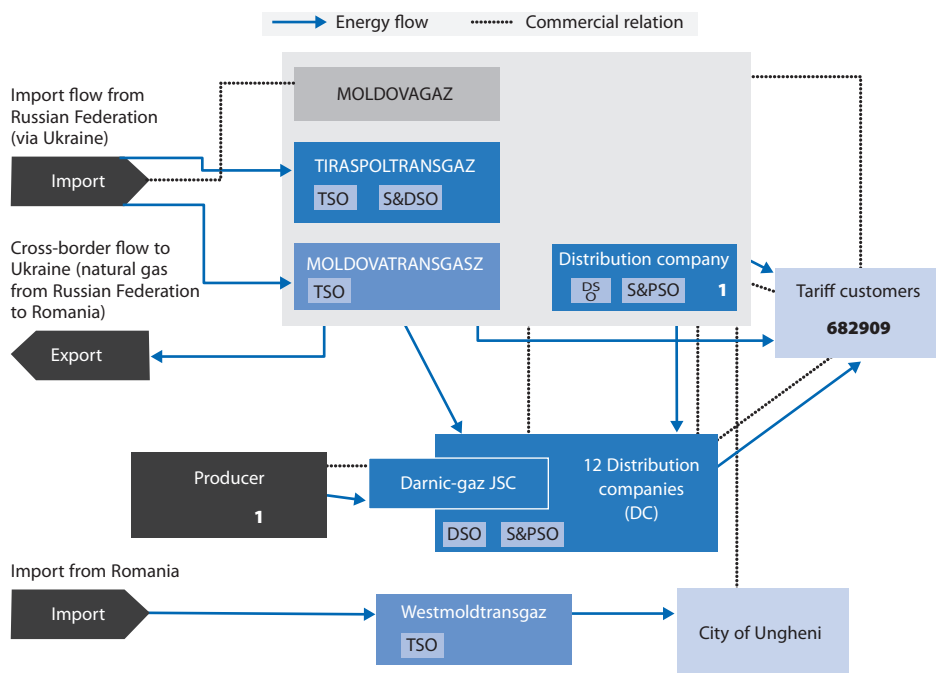 Energy flow
Commercial relation
MOLDOVAGAZ
Import flow from
Russian Federation
(via Ukraine)
Import
TIRASPOLTRANSGAZ
TSO
S&DSO
Cross-border flow to
Ukraine (natural gas
from Russian Federation
to Romania)
Export
MOLDOVATRANSGASZ
TSO
Distribution company
DS
O
S&PSO
1
Tariff customers
682909
Producer
1
Darnic-gaz JSC
12 Distribution
companies
(DC)
DSO
S&PSO
Import from Romania
Import
Westmoldtransgaz
TSO
City of Ungheni